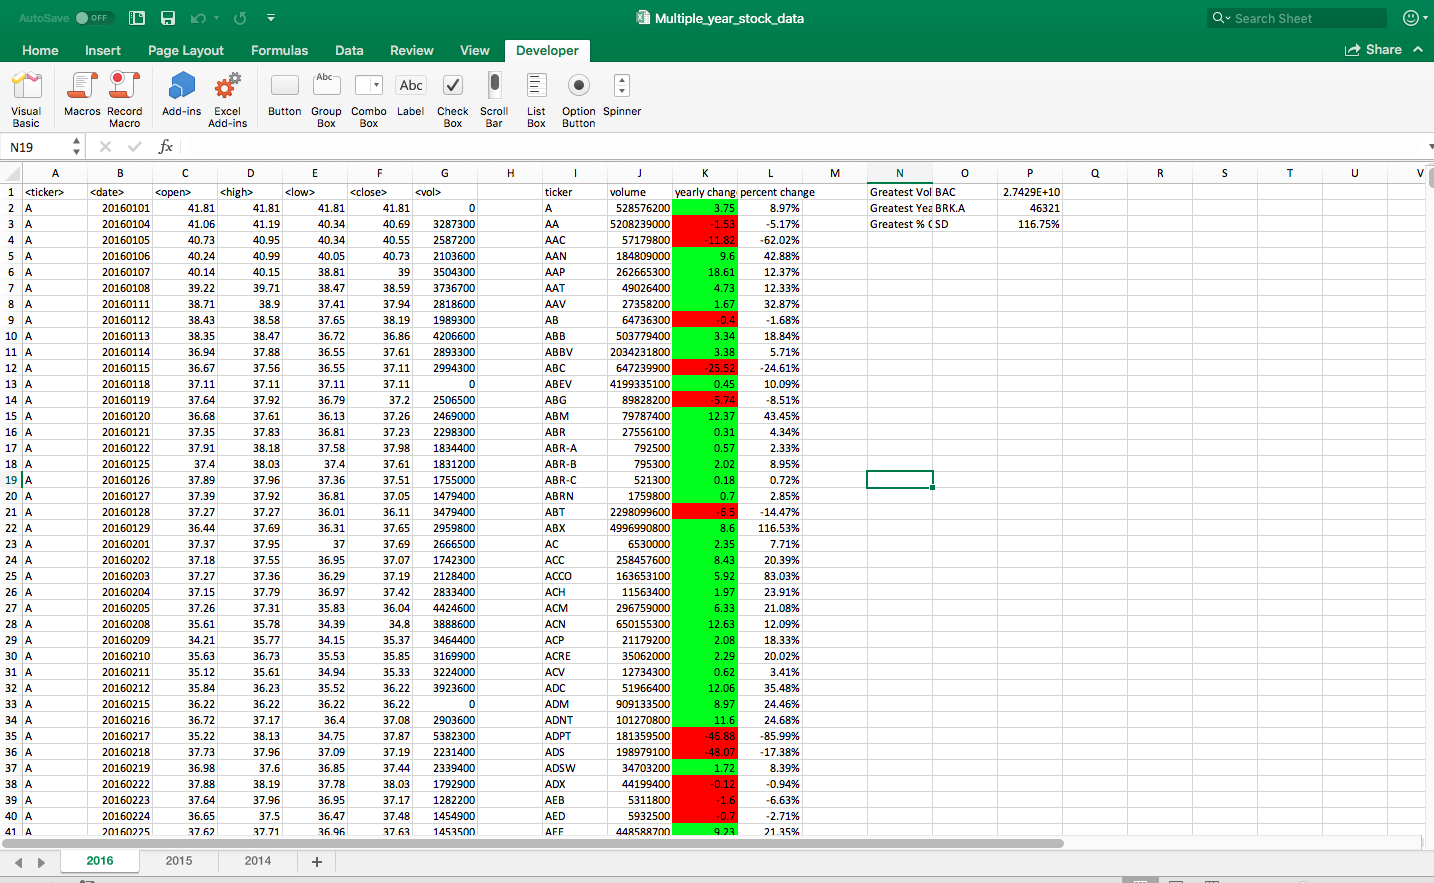 AutoSave OFF Multiple_year_stock_data Search Sheet
Home Insert Page Layout Formulas Data Review View Developer Share
Visual Basic Macros Record Macro Add-ins Excel Add-ins Button Group Box Combo Box Label Check Box Scroll Bar List Box Option Button Spinner
Abc Abc
N19 fx
A B C D E F G H I J K L M N O P Q R S T U V
1 <ticker> <date> <open> <high> <low> <close> <vol> ticker volume yearly chang percent change Greatest Vol BAC 2.7429E+10
2 A 20160101 41.81 41.81 41.81 41.81 0 A 528576200 3.75 8.97% Greatest Yea BRK.A 46321
3 A 20160104 41.06 41.19 40.34 40.69 3287300 AA 5208239000 -1.53 -5.17% Greatest % ( SD 116.75%
4 A 20160105 40.73 40.95 40.34 40.55 2587200 AAC 57179800 -11.82 -62.02%
5 A 20160106 40.24 40.99 40.05 40.73 2103600 AAN 184809000 9.6 42.88%
6 A 20160107 40.14 40.15 38.81 39 3504300 AAP 262665300 18.61 12.37%
7 A 20160108 39.22 39.71 38.47 38.59 3736700 AAT 49026400 4.73 12.33%
8 A 20160111 38.71 38.9 37.41 37.94 2818600 AAV 27358200 1.67 32.87%
9 A 20160112 38.43 38.58 37.65 38.19 1989300 AB 64736300 -0.4 -1.68%
10 A 20160113 38.35 38.47 36.72 36.86 4206600 ABB 503779400 3.34 18.84%
11 A 20160114 36.94 37.88 36.55 37.61 2893300 ABBV 2034231800 3.38 5.71%
12 A 20160115 36.67 37.56 36.55 37.11 2994300 ABC 647239900 -25.52 -24.61%
13 A 20160118 37.11 37.11 37.11 37.11 0 ABEV 4199335100 0.45 10.09%
14 A 20160119 37.64 37.92 36.79 37.2 2506500 ABG 89828200 -5.74 -8.51%
15 A 20160120 36.68 37.61 36.13 37.26 2469000 ABM 79787400 12.37 43.45%
16 A 20160121 37.35 37.83 36.81 37.23 2298300 ABR 27556100 0.31 4.34%
17 A 20160122 37.91 38.18 37.58 37.98 1834400 ABR-A 792500 0.57 2.33%
18 A 20160125 37.4 38.03 37.4 37.61 1831200 ABR-B 795300 2.02 8.95%
19 A 20160126 37.89 37.96 37.36 37.51 1755000 ABR-C 521300 0.18 0.72%
20 A 20160127 37.39 37.92 36.81 37.05 1479400 ABRN 1759800 0.7 2.85%
21 A 20160128 37.27 37.27 36.01 36.11 3479400 ABT 2298099600 -6.5 -14.47%
22 A 20160129 36.44 37.69 36.31 37.65 2959800 ABX 4996990800 8.6 116.53%
23 A 20160201 37.37 37.95 37 37.69 2666500 AC 6530000 2.35 7.71%
24 A 20160202 37.18 37.55 36.95 37.07 1742300 ACC 258457600 8.43 20.39%
25 A 20160203 37.27 37.36 36.29 37.19 2128400 ACCO 163653100 5.92 83.03%
26 A 20160204 37.15 37.79 36.97 37.42 2833400 ACH 11563400 1.97 23.91%
27 A 20160205 37.26 37.31 35.83 36.04 4424600 ACM 296759000 6.33 21.08%
28 A 20160208 35.61 35.78 34.39 34.8 3888600 ACN 650155300 12.63 12.09%
29 A 20160209 34.21 35.77 34.15 35.37 3464400 ACP 21179200 2.08 18.33%
30 A 20160210 35.63 36.73 35.53 35.85 3169900 ACRE 35062000 2.29 20.02%
31 A 20160211 35.12 35.61 34.94 35.33 3224000 ACV 12734300 0.62 3.41%
32 A 20160212 35.84 36.23 35.52 36.22 3923600 ADC 51966400 12.06 35.48%
33 A 20160215 36.22 36.22 36.22 36.22 0 ADM 909133500 8.97 24.46%
34 A 20160216 36.72 37.17 36.4 37.08 2903600 ADNT 101270800 11.6 24.68%
35 A 20160217 35.22 38.13 34.75 37.87 5382300 ADPT 181359500 -46.88 -85.99%
36 A 20160218 37.73 37.96 37.09 37.19 2231400 ADS 198979100 -48.07 -17.38%
37 A 20160219 36.98 37.6 36.85 37.44 2339400 ADSW 34703200 1.72 8.39%
38 A 20160222 37.88 38.19 37.78 38.03 1792900 ADX 44199400 -0.12 -0.94%
39 A 20160223 37.64 37.96 36.95 37.17 1282200 AEB 5311800 -1.6 -6.63%
40 A 20160224 36.65 37.5 36.47 37.48 1454900 AED 5932500 -0.7 -2.71%
41 A 20160225 37.62 37.71 36.96 37.63 1453500 AEE 448588700 9.23 21.35%
2016 2015 2014 +